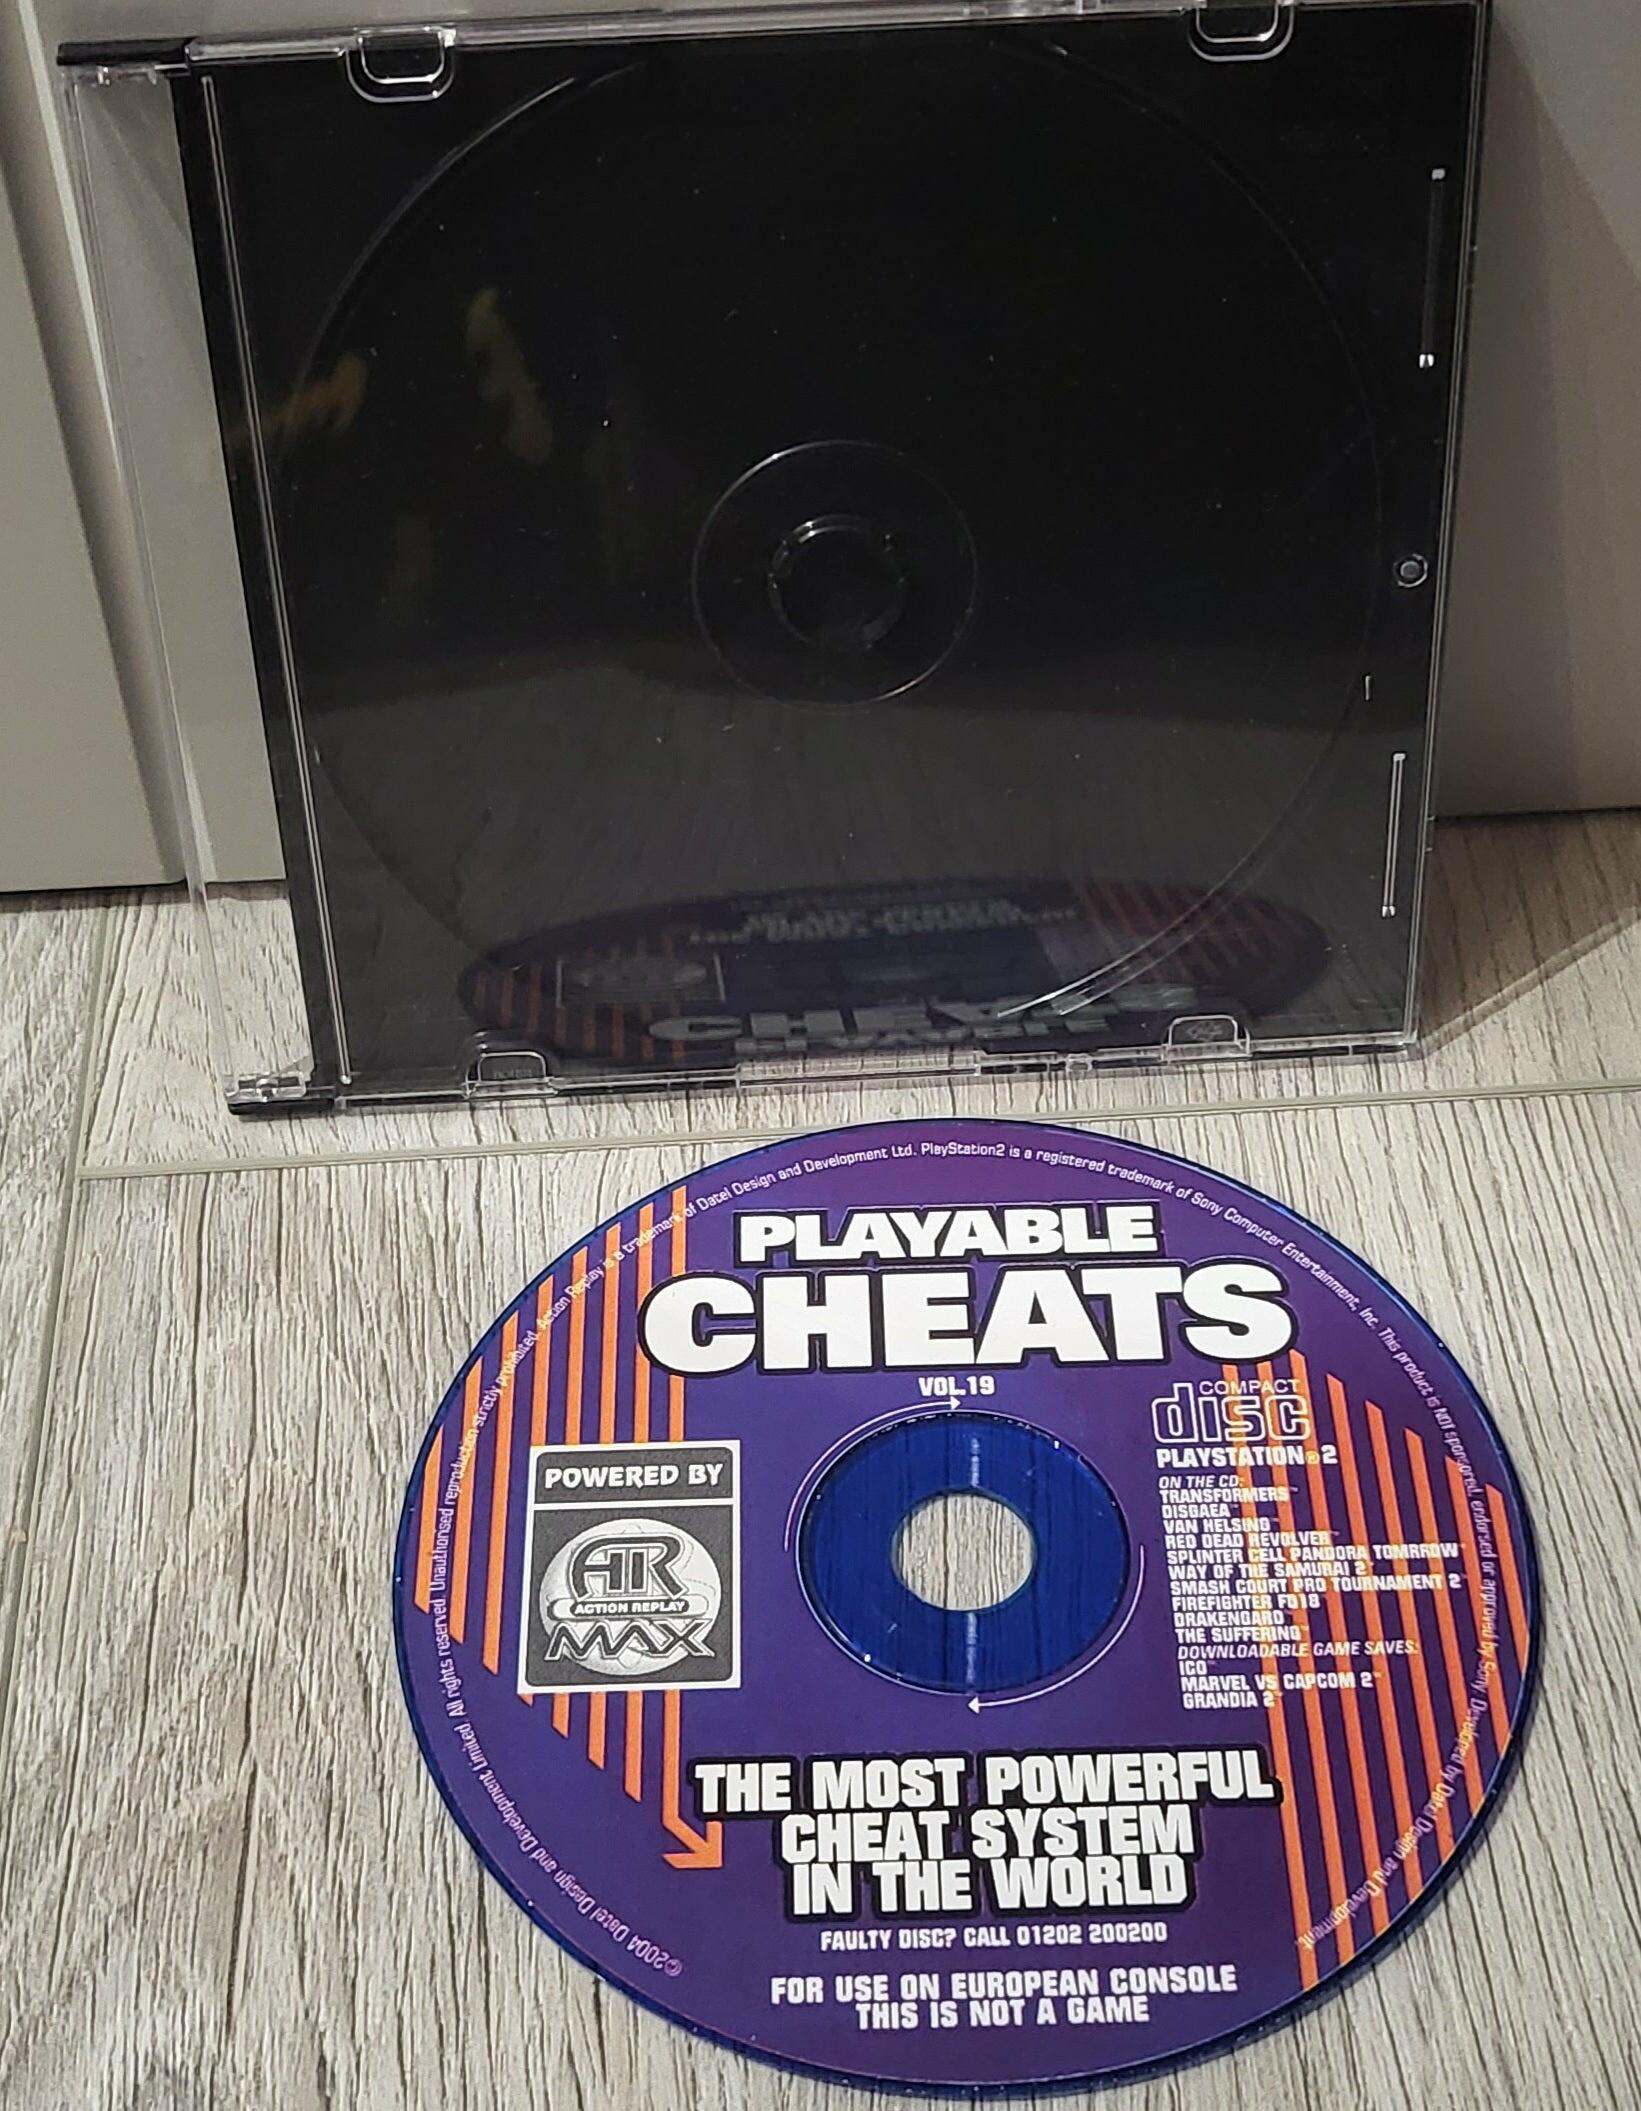 PLAYABLE
CHEATS
VOL.19
COMPACT
disc
PLAYSTATION®2
POWERED BY
AR
ACTION REPLAY
MAX
ON THE CD:
TRANSFORMERS™
DISGAEA™
VAN HELSING™
RED DEAD REVOLVER™
SPLINTER CELL PANDORA TOMRROW™
WAY OF THE SAMURAI 2™
SMASH COURT PRO TOURNAMENT 2™
FIREFIGHTER FD18
DRAKENGARD™
THE SUFFERING™
DOWNLOADABLE GAME SAVES:
ICO™
MARVEL VS CAPCOM 2™
GRANDIA 2™
THE MOST POWERFUL
CHEAT SYSTEM
IN THE WORLD
FAULTY DISC? CALL 01202 200200
FOR USE ON EUROPEAN CONSOLE
THIS IS NOT A GAME
©2004 Datel Design and Development Limited. All rights reserved. Unauthorised reproduction strictly prohibited. Action Replay is a trademark of Datel Design and Development Ltd. PlayStation2 is a registered trademark of Sony Computer Entertainment, Inc. This product is NOT sponsored, endorsed or approved by Sony. Developed by Datel Design and Development.